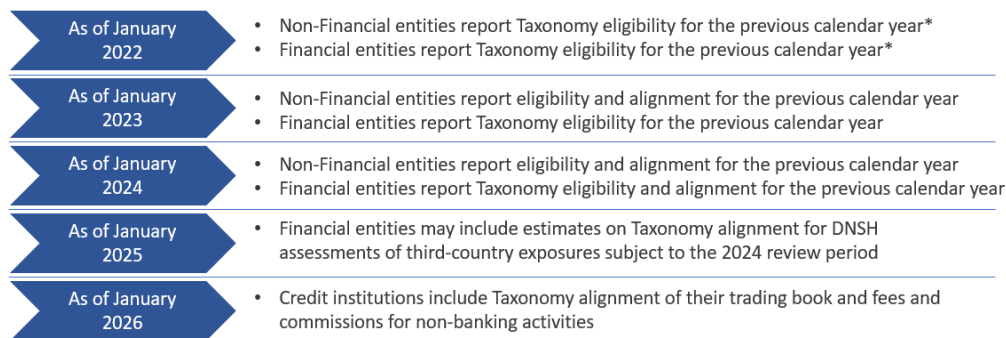 As of January
2022
• Non-Financial entities report Taxonomy eligibility for the previous calendar year*
• Financial entities report Taxonomy eligibility for the previous calendar year*
As of January
2023
• Non-Financial entities report eligibility and alignment for the previous calendar year
• Financial entities report Taxonomy eligibility for the previous calendar year
As of January
2024
• Non-Financial entities report eligibility and alignment for the previous calendar year
• Financial entities report Taxonomy eligibility and alignment for the previous calendar year
As of January
2025
• Financial entities may include estimates on Taxonomy alignment for DNSH
assessments of third-country exposures subject to the 2024 review period
As of January
2026
• Credit institutions include Taxonomy alignment of their trading book and fees and
commissions for non-banking activities